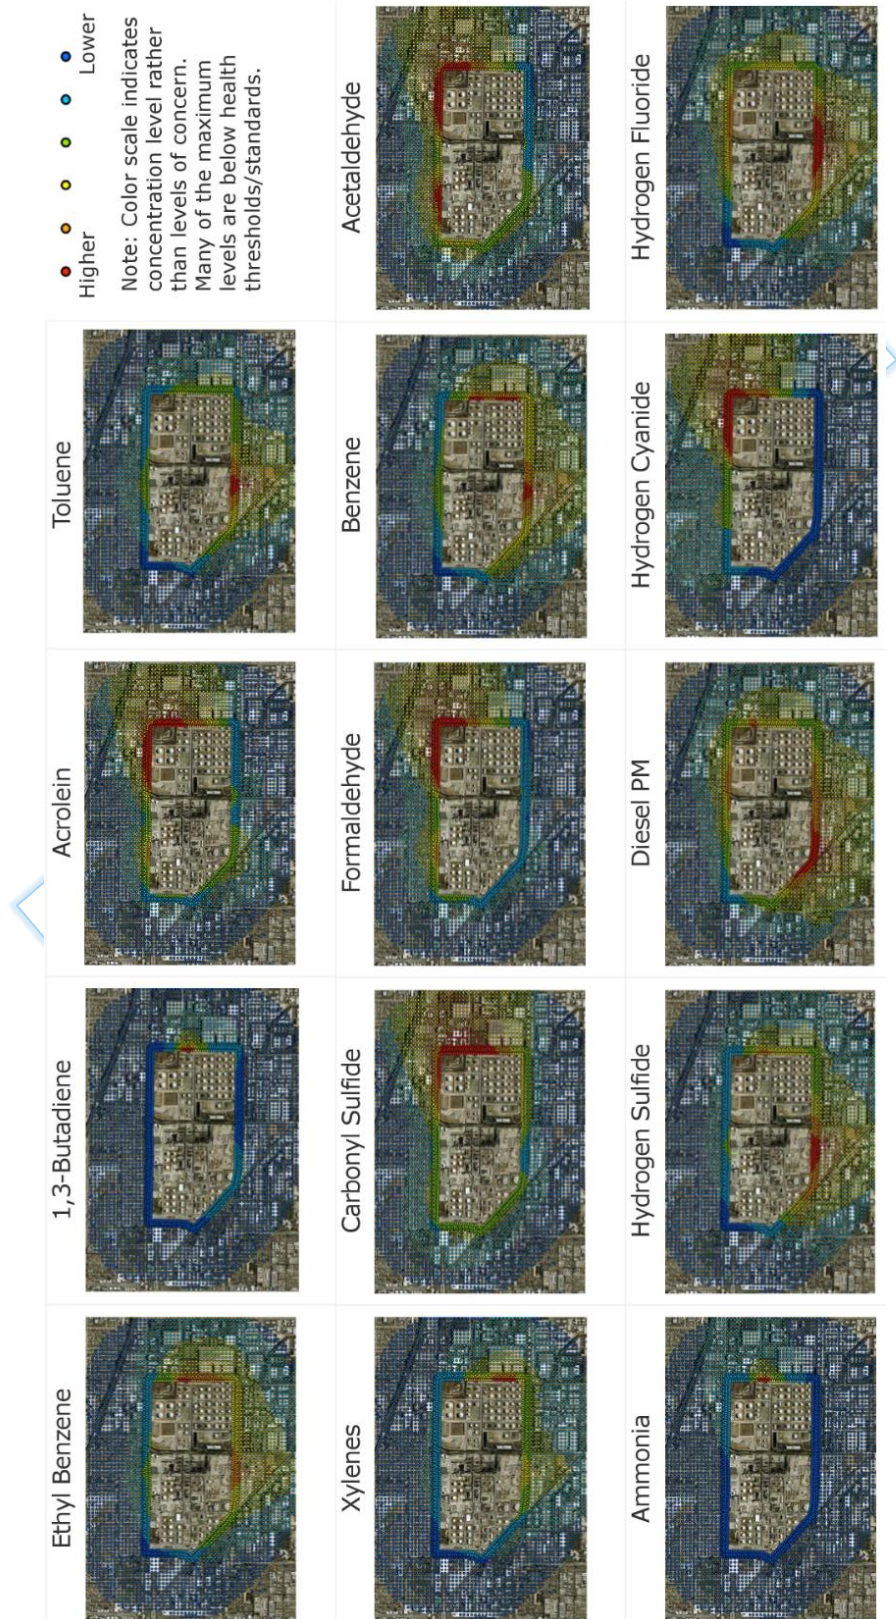 Ethyl Benzene
1,3-Butadiene
Acrolein
Toluene
Higher
Lower
Note: Color scale indicates
concentration level rather
than levels of concern.
Many of the maximum
levels are below health
thresholds/standards.
Xylenes
Carbonyl Sulfide
Formaldehyde
Benzene
Acetaldehyde
Ammonia
Hydrogen Sulfide
Diesel PM
Hydrogen Cyanide
Hydrogen Fluoride